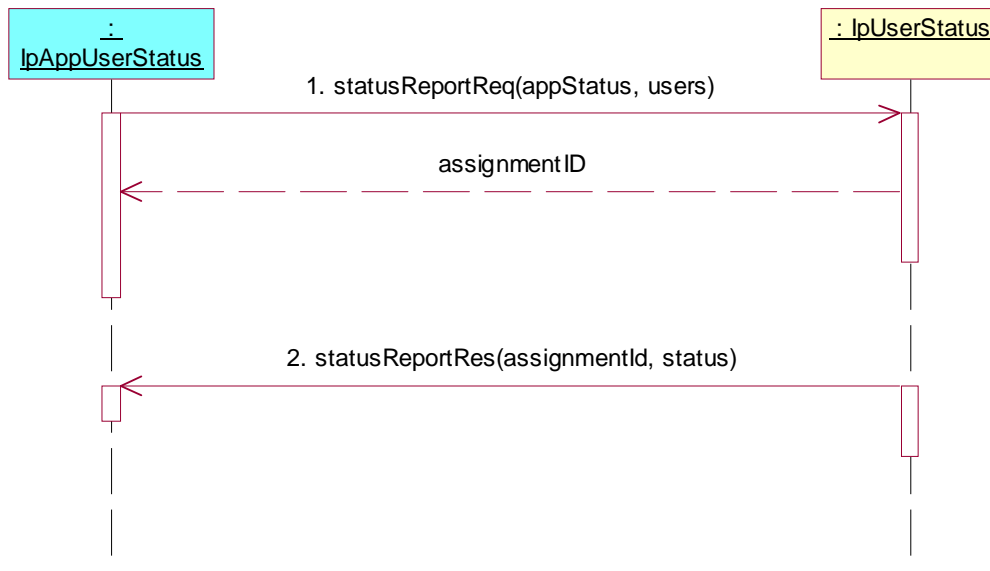 :
IpAppUserStatus
: IpUserStatus
1. statusReportReq(appStatus, users)
assignmentID
2. statusReportRes(assignmentId, status)